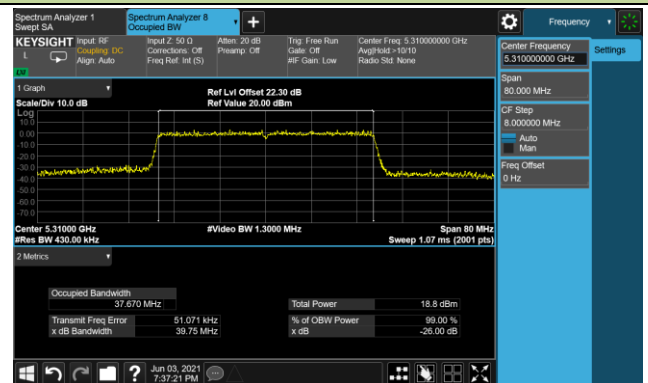 Spectrum Analyzer 1
Swept SA
Spectrum Analyzer 8
Occupied BW
Frequency
KEYSIGHT
L
Input: RF
Coupling: DC
Align: Auto
Input Z: 50 Ω
Corrections: Off
Freq Ref: Int (S)
Atten: 20 dB
Preamp: Off
Trig: Free Run
Gate: Off
#IF Gain: Low
Center Freq: 5.310000000 GHz
Avg|Hold:>10/10
Radio Std: None
Center Frequency
5.310000000 GHz
Settings
Span
80.000 MHz
CF Step
8.000000 MHz
Auto
Man
Freq Offset
0 Hz
1 Graph
Scale/Div 10.0 dB
Ref Lvl Offset 22.30 dB
Ref Value 20.00 dBm
Log
10.0
0.00
-10.0
-20.0
-30.0
-40.0
-50.0
-60.0
-70.0
Center 5.31000 GHz
#Res BW 430.00 kHz
#Video BW 1.3000 MHz
Span 80 MHz
Sweep 1.07 ms (2001 pts)
2 Metrics
Occupied Bandwidth
37.670 MHz
Total Power 18.8 dBm
Transmit Freq Error 51.071 kHz
% of OBW Power 99.00 %
x dB Bandwidth 39.75 MHz
x dB -26.00 dB
?
Jun 03, 2021
7:37:21 PM